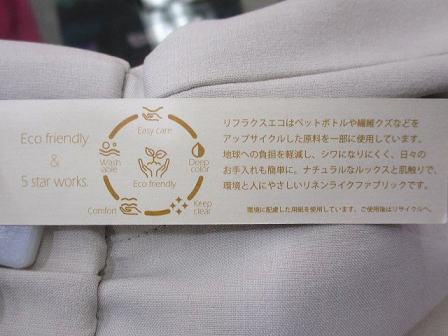 Eco friendly
&
5 star works.
Easy care
Wash
able
Deep
color
Eco friendly
Comfort
Keep
clear
リフラクスエコはペットボトルや繊維クズなどを
アップサイクルした原料を一部に使用しています。
地球への負担を軽減し、シワになりにくく、日々の
お手入れも簡単に。ナチュラルなルックスと肌触りで、
環境と人にやさしいリネンライクファブリックです。
環境に配慮した用紙を使用しています。ご使用後はリサイクルへ。